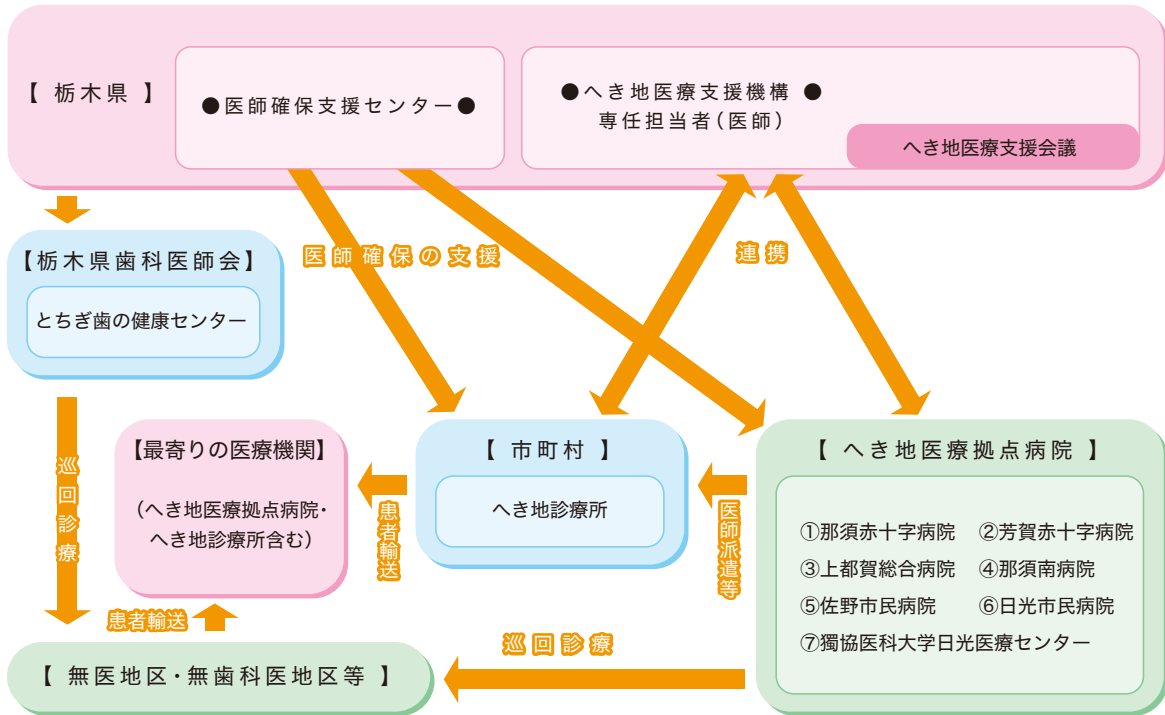 【 栃木県 】
●医師確保支援センター●
●へき地医療支援機構 ●
専任担当者(医師)
へき地医療支援会議
【栃木県歯科医師会】
とちぎ歯の健康センター
医師確保の支援
連携
巡回診療
【最寄りの医療機関】
(へき地医療拠点病院・
へき地診療所含む)
患者輸送
【 市町村 】
へき地診療所
医師派遣等
【 へき地医療拠点病院 】
①那須赤十字病院 ②芳賀赤十字病院
③上都賀総合病院 ④那須南病院
⑤佐野市民病院 ⑥日光市民病院
⑦獨協医科大学日光医療センター
患者輸送
巡回診療
【 無医地区・無歯科医地区等 】